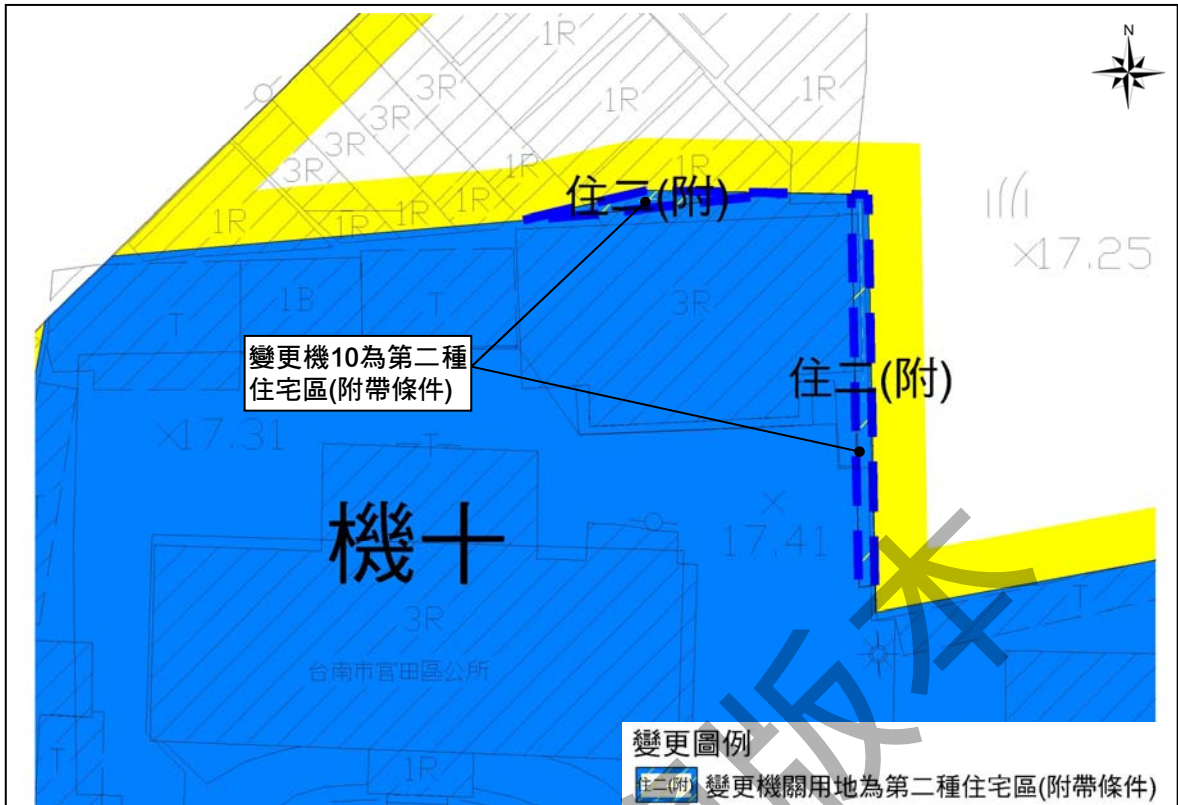 N
1R
3R
1R
1R
3R
3R
3R
1R
1R
1R
1R
1R
1R
住二(附)
×17.25
1B
T
T
3R
變更機10為第二種
住宅區(附帶條件)
住二(附)
×17.31
T
機十
×
17.41
3R
台南市官田區公所
T
T
1R
版本
變更圖例
住二(附)
變更機關用地為第二種住宅區(附帶條件)